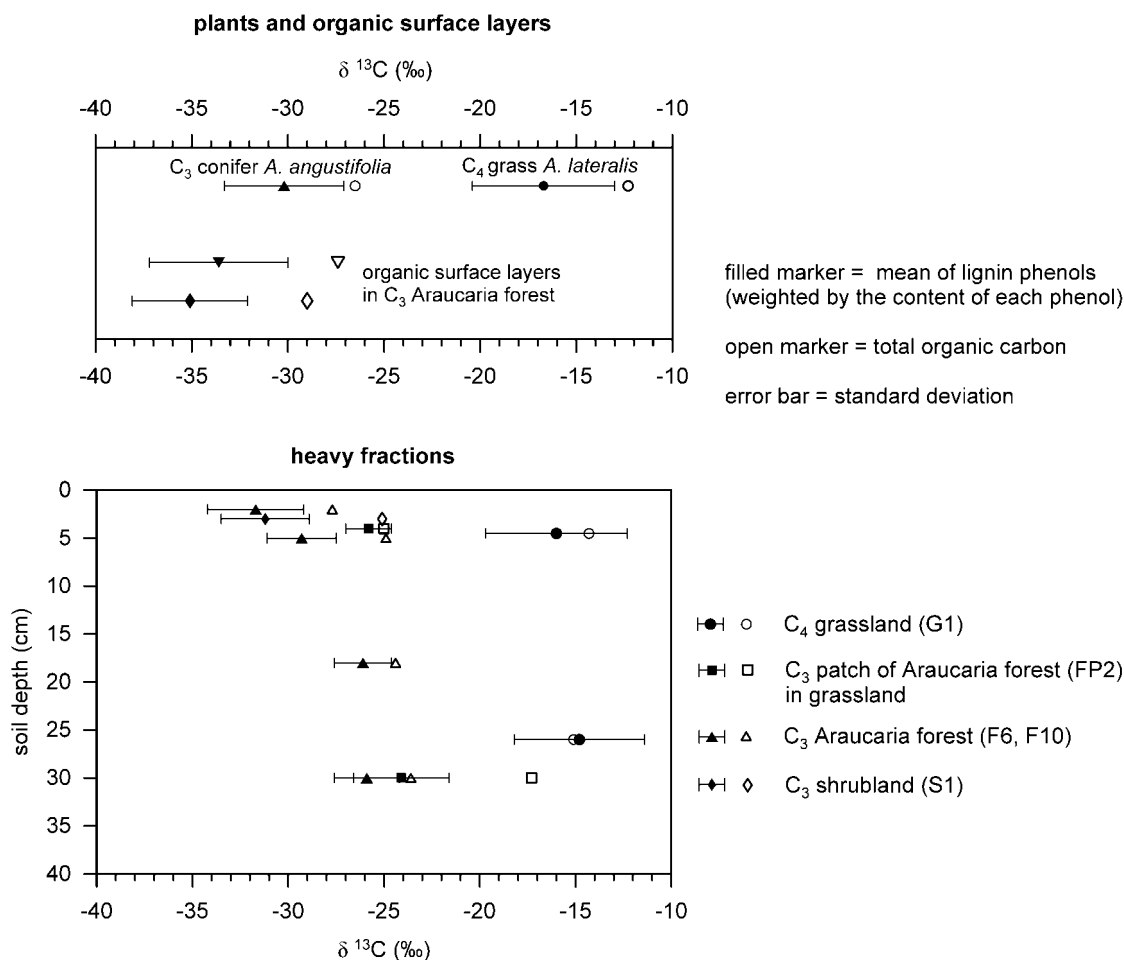 plants and organic surface layers
δ ¹³C (‰)
-40 -35 -30 -25 -20 -15 -10
C₃ conifer A. angustifolia
C₄ grass A. lateralis
organic surface layers
in C₃ Araucaria forest
-40 -35 -30 -25 -20 -15 -10
filled marker = mean of lignin phenols
(weighted by the content of each phenol)
open marker = total organic carbon
error bar = standard deviation
heavy fractions
soil depth (cm)
0
5
10
15
20
25
30
35
40
-40 -35 -30 -25 -20 -15 -10
δ ¹³C (‰)
C₄ grassland (G1)
C₃ patch of Araucaria forest (FP2)
in grassland
C₃ Araucaria forest (F6, F10)
C₃ shrubland (S1)